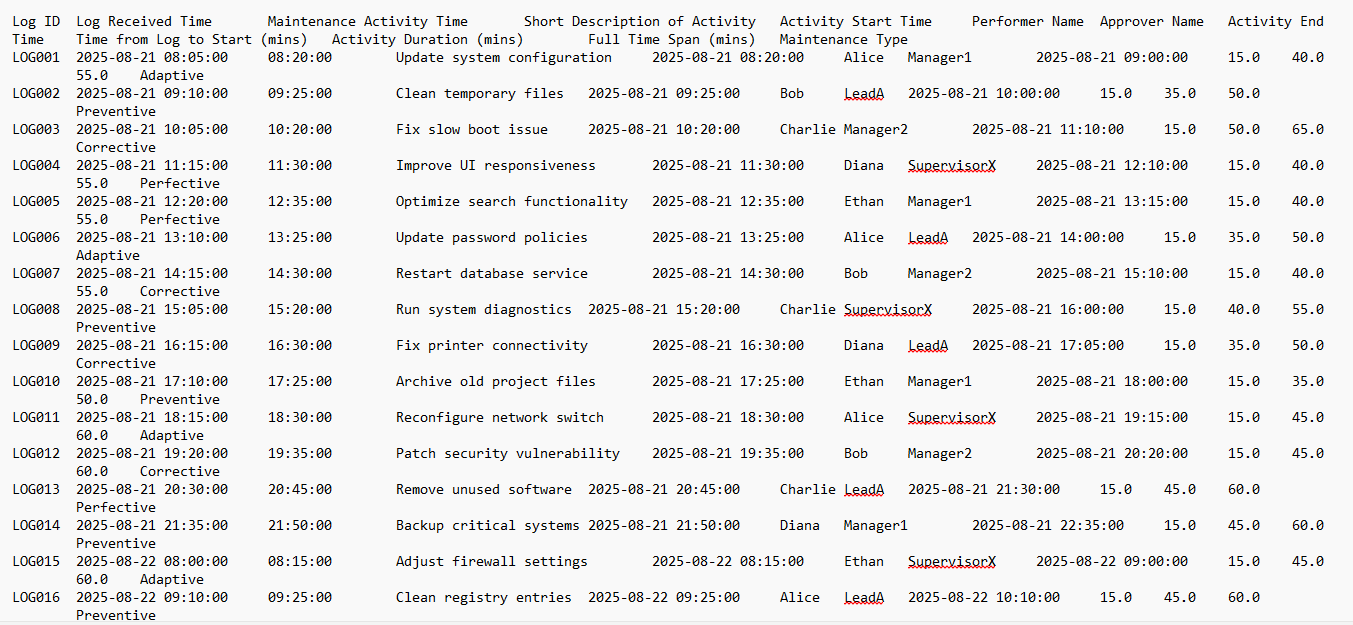 Log ID Log Received Time Maintenance Activity Time Short Description of Activity Activity Start Time Performer Name Approver Name Activity End
Time Time from Log to Start (mins) Activity Duration (mins) Full Time Span (mins) Maintenance Type
LOG001 2025-08-21 08:05:00 08:20:00 Update system configuration 2025-08-21 08:20:00 Alice Manager1 2025-08-21 09:00:00 15.0 40.0
55.0 Adaptive
LOG002 2025-08-21 09:10:00 09:25:00 Clean temporary files 2025-08-21 09:25:00 Bob LeadA 2025-08-21 10:00:00 15.0 35.0 50.0
Preventive
LOG003 2025-08-21 10:05:00 10:20:00 Fix slow boot issue 2025-08-21 10:20:00 Charlie Manager2 2025-08-21 11:10:00 15.0 50.0 65.0
Corrective
LOG004 2025-08-21 11:15:00 11:30:00 Improve UI responsiveness 2025-08-21 11:30:00 Diana SupervisorX 2025-08-21 12:10:00 15.0 40.0
55.0 Perfective
LOG005 2025-08-21 12:20:00 12:35:00 Optimize search functionality 2025-08-21 12:35:00 Ethan Manager1 2025-08-21 13:15:00 15.0 40.0
55.0 Perfective
LOG006 2025-08-21 13:10:00 13:25:00 Update password policies 2025-08-21 13:25:00 Alice LeadA 2025-08-21 14:00:00 15.0 35.0 50.0
Adaptive
LOG007 2025-08-21 14:15:00 14:30:00 Restart database service 2025-08-21 14:30:00 Bob Manager2 2025-08-21 15:10:00 15.0 40.0
55.0 Corrective
LOG008 2025-08-21 15:05:00 15:20:00 Run system diagnostics 2025-08-21 15:20:00 Charlie SupervisorX 2025-08-21 16:00:00 15.0 40.0 55.0
Preventive
LOG009 2025-08-21 16:15:00 16:30:00 Fix printer connectivity 2025-08-21 16:30:00 Diana LeadA 2025-08-21 17:05:00 15.0 35.0 50.0
Corrective
LOG010 2025-08-21 17:10:00 17:25:00 Archive old project files 2025-08-21 17:25:00 Ethan Manager1 2025-08-21 18:00:00 15.0 35.0
50.0 Preventive
LOG011 2025-08-21 18:15:00 18:30:00 Reconfigure network switch 2025-08-21 18:30:00 Alice SupervisorX 2025-08-21 19:15:00 15.0 45.0
60.0 Adaptive
LOG012 2025-08-21 19:20:00 19:35:00 Patch security vulnerability 2025-08-21 19:35:00 Bob Manager2 2025-08-21 20:20:00 15.0 45.0
60.0 Corrective
LOG013 2025-08-21 20:30:00 20:45:00 Remove unused software 2025-08-21 20:45:00 Charlie LeadA 2025-08-21 21:30:00 15.0 45.0 60.0
Perfective
LOG014 2025-08-21 21:35:00 21:50:00 Backup critical systems 2025-08-21 21:50:00 Diana Manager1 2025-08-21 22:35:00 15.0 45.0 60.0
Preventive
LOG015 2025-08-22 08:00:00 08:15:00 Adjust firewall settings 2025-08-22 08:15:00 Ethan SupervisorX 2025-08-22 09:00:00 15.0 45.0
60.0 Adaptive
LOG016 2025-08-22 09:10:00 09:25:00 Clean registry entries 2025-08-22 09:25:00 Alice LeadA 2025-08-22 10:10:00 15.0 45.0 60.0
Preventive